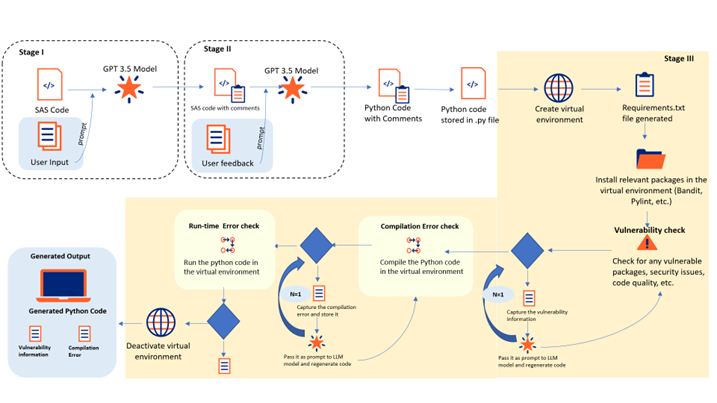 Stage I
Stage II
Stage III
GPT 3.5 Model
GPT 3.5 Model
</>
SAS Code
prompt
User Input
</>
SAS code with comments
prompt
User feedback
</>
Python Code
with Comments
</>
Python code
stored in .py file
Create virtual
environment
Requirements.txt
file generated
Install relevant packages in the
virtual environment (Bandit,
Pylint, etc.)
Vulnerability check
Check for any vulnerable
packages, security issues,
code quality, etc.
N=1
Capture the vulnerability
information
Pass it as prompt to LLM
model and regenerate code
Compilation Error check
Compile the Python code
in the virtual environment
N=1
Capture the compilation
error and store it
Pass it as prompt to LLM
model and regenerate code
Run-time Error check
Run the python code in
the virtual environment
Deactivate virtual
environment
Generated Output
Generated Python Code
Vulnerability
information
Compilation
Error